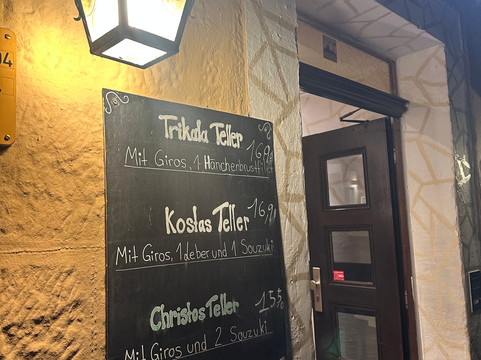 Trikala Teller 16,9
Mit Giros, 1 Hänchenbrustfilet
Kostas Teller 16,9
Mit Giros, 1 Leber und 1 Souzuki
Christos Teller 15,5
Mit Giros und 2 Souzuki
04